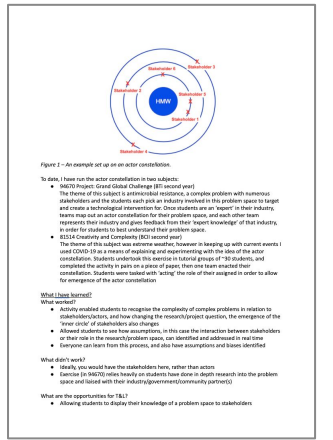 Stakeholder 6
Stakeholder 3
Stakeholder 2
Stakeholder 5
HMW
Stakeholder 1
Stakeholder 4
Figure 1 – An example set up on an actor constellation.
To date, I have run the actor constellation in two subjects:
● 94670 Project: Grand Global Challenge (BTi second year)
The theme of this subject is antimicrobial resistance, a complex problem with numerous
stakeholders and the students each pick an industry involved in this problem space to target
and create a technological intervention for. Once students are an 'expert' in their industry,
teams map out an actor constellation for their problem space, and each other team
represents their industry and gives feedback from their 'expert knowledge' of that industry,
in order for students to best understand their problem space.
● 81514 Creativity and Complexity (BCII second year)
The theme of this subject was extreme weather, however in keeping up with current events I
used COVID-19 as a means of explaining and experimenting with the idea of the actor
constellation. Students undertook this exercise in tutorial groups of ~30 students, and
completed the activity in pairs on a piece of paper, then one team enacted their
constellation. Students were tasked with 'acting' the role of their assigned in order to allow
for emergence of the actor constellation
What I have learned?
What worked?
● Activity enabled students to recognise the complexity of complex problems in relation to
stakeholders/actors, and how changing the research/project question, the emergence of the
'inner circle' of stakeholders also changes
● Allowed students to see how assumptions, in this case the interaction between stakeholders
or their role in the research/problem space, can identified and addressed in real time
● Everyone can learn from this process, and also have assumptions and biases identified
What didn't work?
● Ideally, you would have the stakeholders here, rather than actors
● Exercise (in 94670) relies heavily on students have done in depth research into the problem
space and liaised with their industry/government/community partner(s)
What are the opportunities for T&L?
● Allowing students to display their knowledge of a problem space to stakeholders